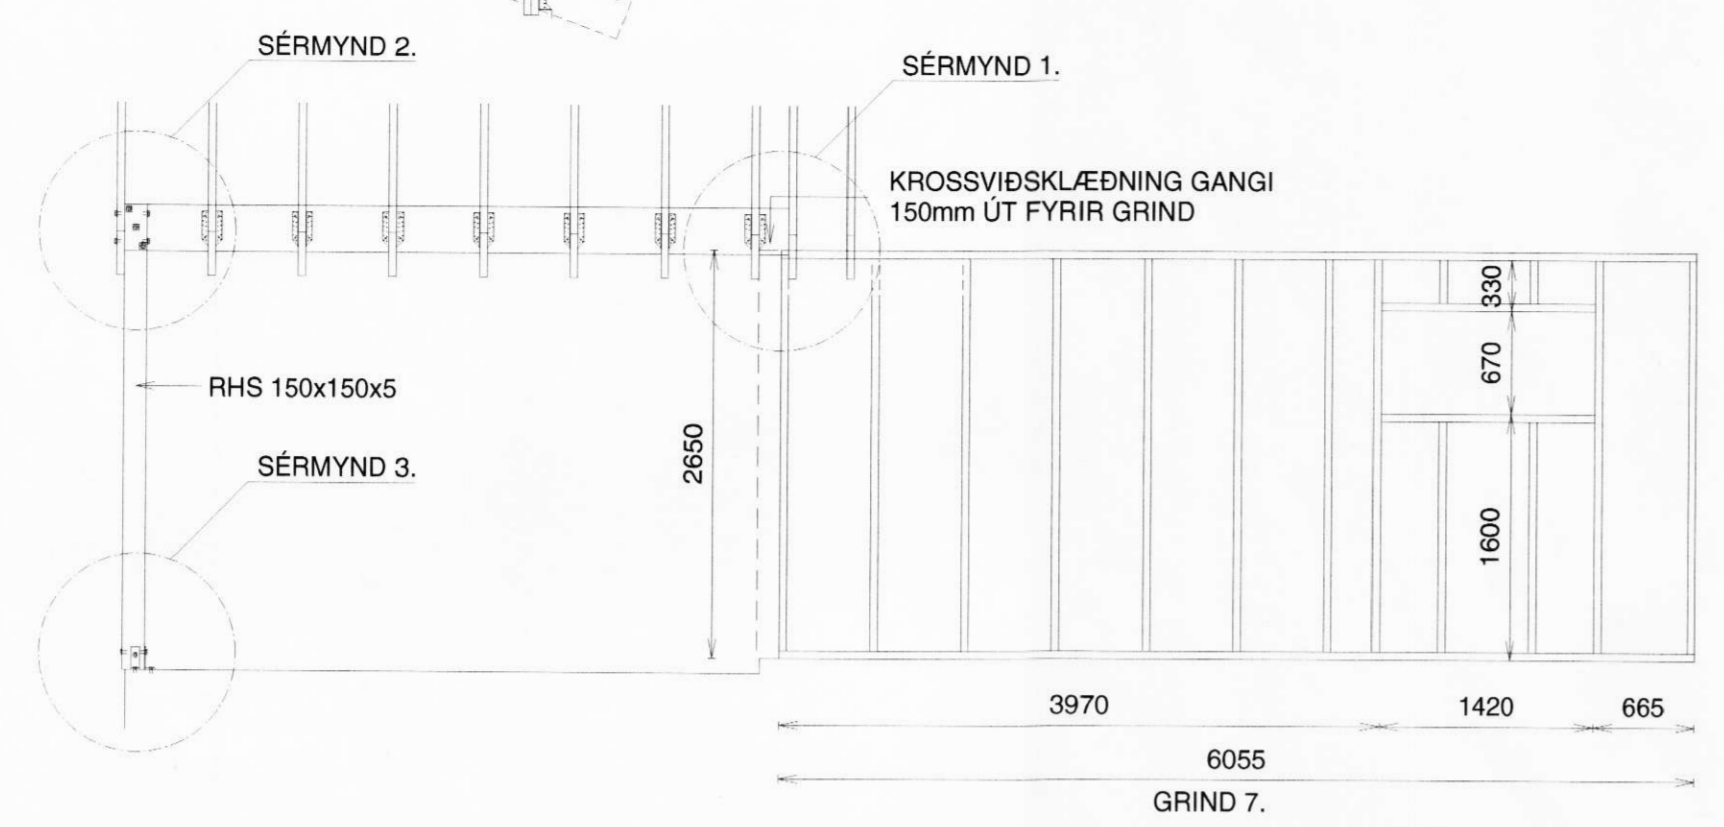 SÉRMYND 2.
SÉRMYND 1.
KROSSVIÐSKLÆÐNING GANGI
150mm ÚT FYRIR GRIND
330
670
RHS 150x150x5
2650
SÉRMYND 3.
1600
3970
1420
665
6055
GRIND 7.